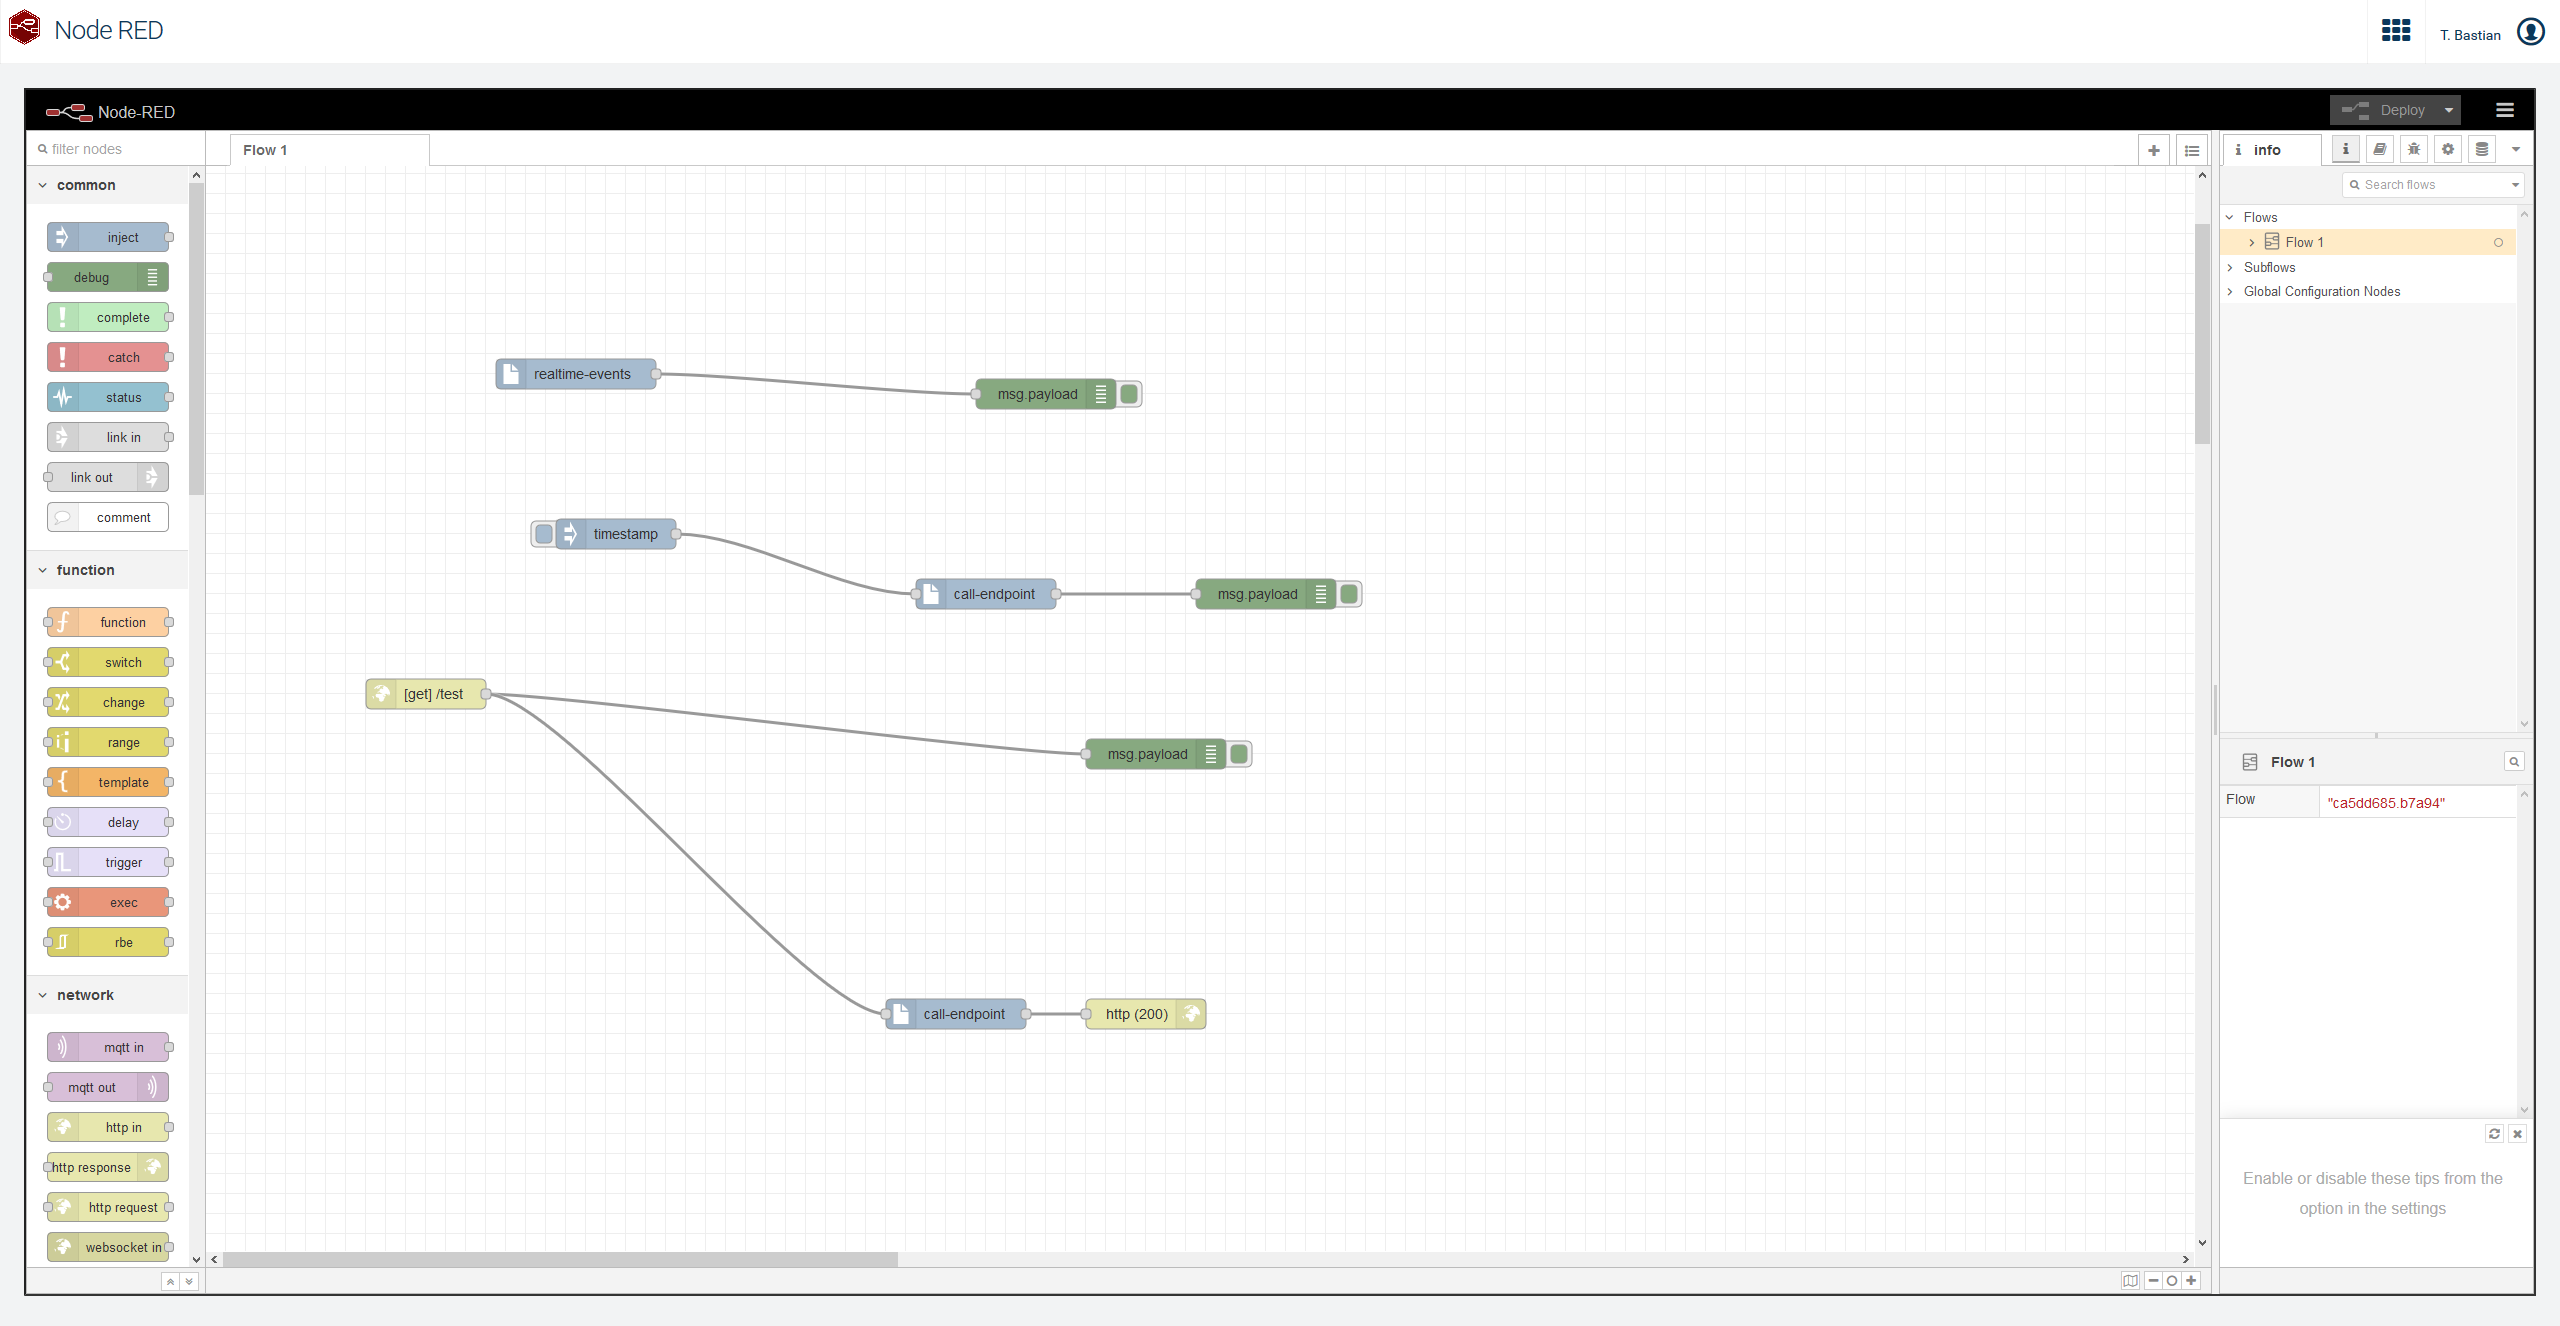 Node RED
T. Bastian
Node-RED
Deploy
filter nodes
Flow 1
info
Search flows
common
inject
debug
complete
catch
status
link in
link out
comment
function
function
switch
change
range
template
delay
trigger
exec
rbe
network
mqtt in
mqtt out
http in
http response
http request
websocket in
realtime-events
msg.payload
timestamp
call-endpoint
msg.payload
[get] /test
msg.payload
call-endpoint
http (200)
Flows
Flow 1
Subflows
Global Configuration Nodes
Flow 1
Flow
"ca5dd685.b7a94"
Enable or disable these tips from the
option in the settings